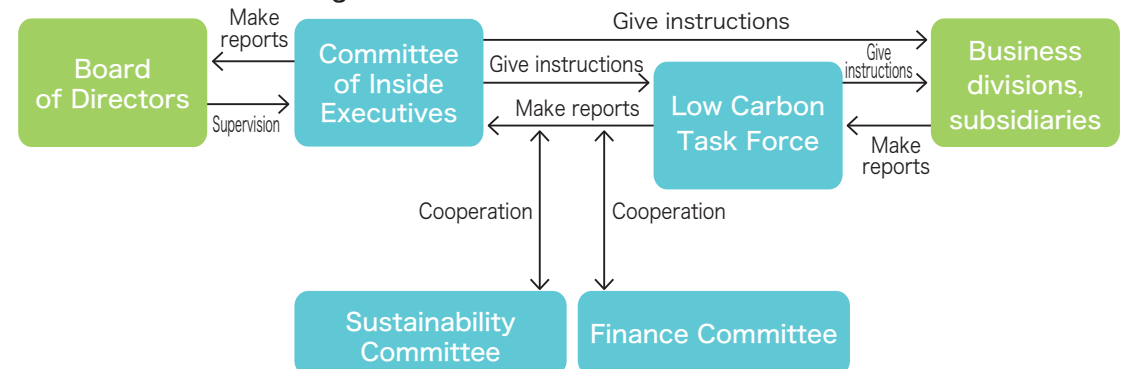 Make
reports
Give instructions
Board
of Directors
Committee
of Inside
Executives
Give instructions
Give
instructions
Business
divisions,
subsidiaries
Supervision
Make reports
Low Carbon
Task Force
Make
reports
Cooperation
Cooperation
Sustainability
Committee
Finance Committee